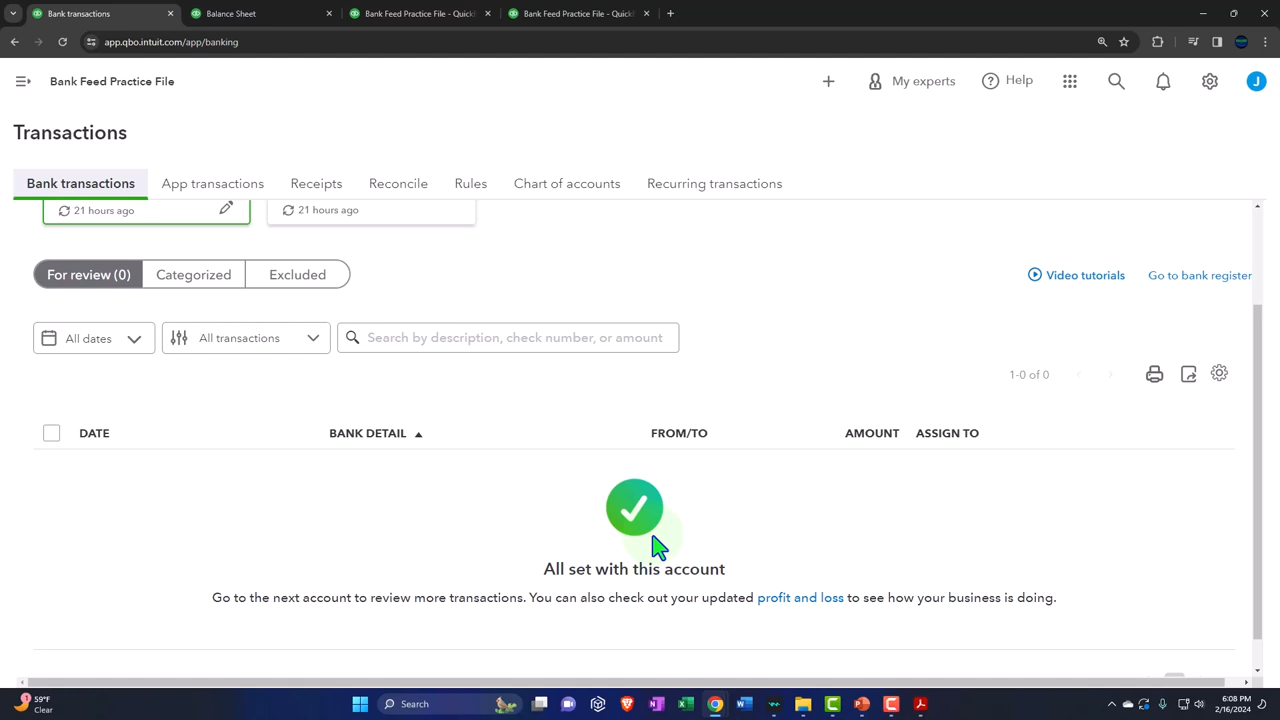 Bank transactions
Balance Sheet
Bank Feed Practice File - QuickB
Bank Feed Practice File - QuickB
app.qbo.intuit.com/app/banking
Bank Feed Practice File
My experts
Help
J
Transactions
Bank transactions
App transactions
Receipts
Reconcile
Rules
Chart of accounts
Recurring transactions
21 hours ago
21 hours ago
For review (0)
Categorized
Excluded
Video tutorials
Go to bank register
All dates
All transactions
Search by description, check number, or amount
1-0 of 0
DATE
BANK DETAIL
FROM/TO
AMOUNT
ASSIGN TO
All set with this account
Go to the next account to review more transactions. You can also check out your updated profit and loss to see how your business is doing.
1
59°F
Clear
Search
6:08 PM
2/16/2024